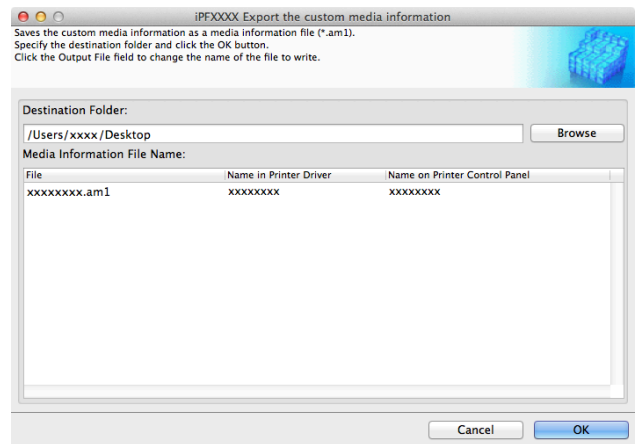 iPFXXXX Export the custom media information
Saves the custom media information as a media information file (*.am1).
Specify the destination folder and click the OK button.
Click the Output File field to change the name of the file to write.
Destination Folder:
/Users/xxxx/Desktop Browse
Media Information File Name:
File Name in Printer Driver Name on Printer Control Panel
xxxxxxxx.am1 xxxxxxxx xxxxxxxx
Cancel OK